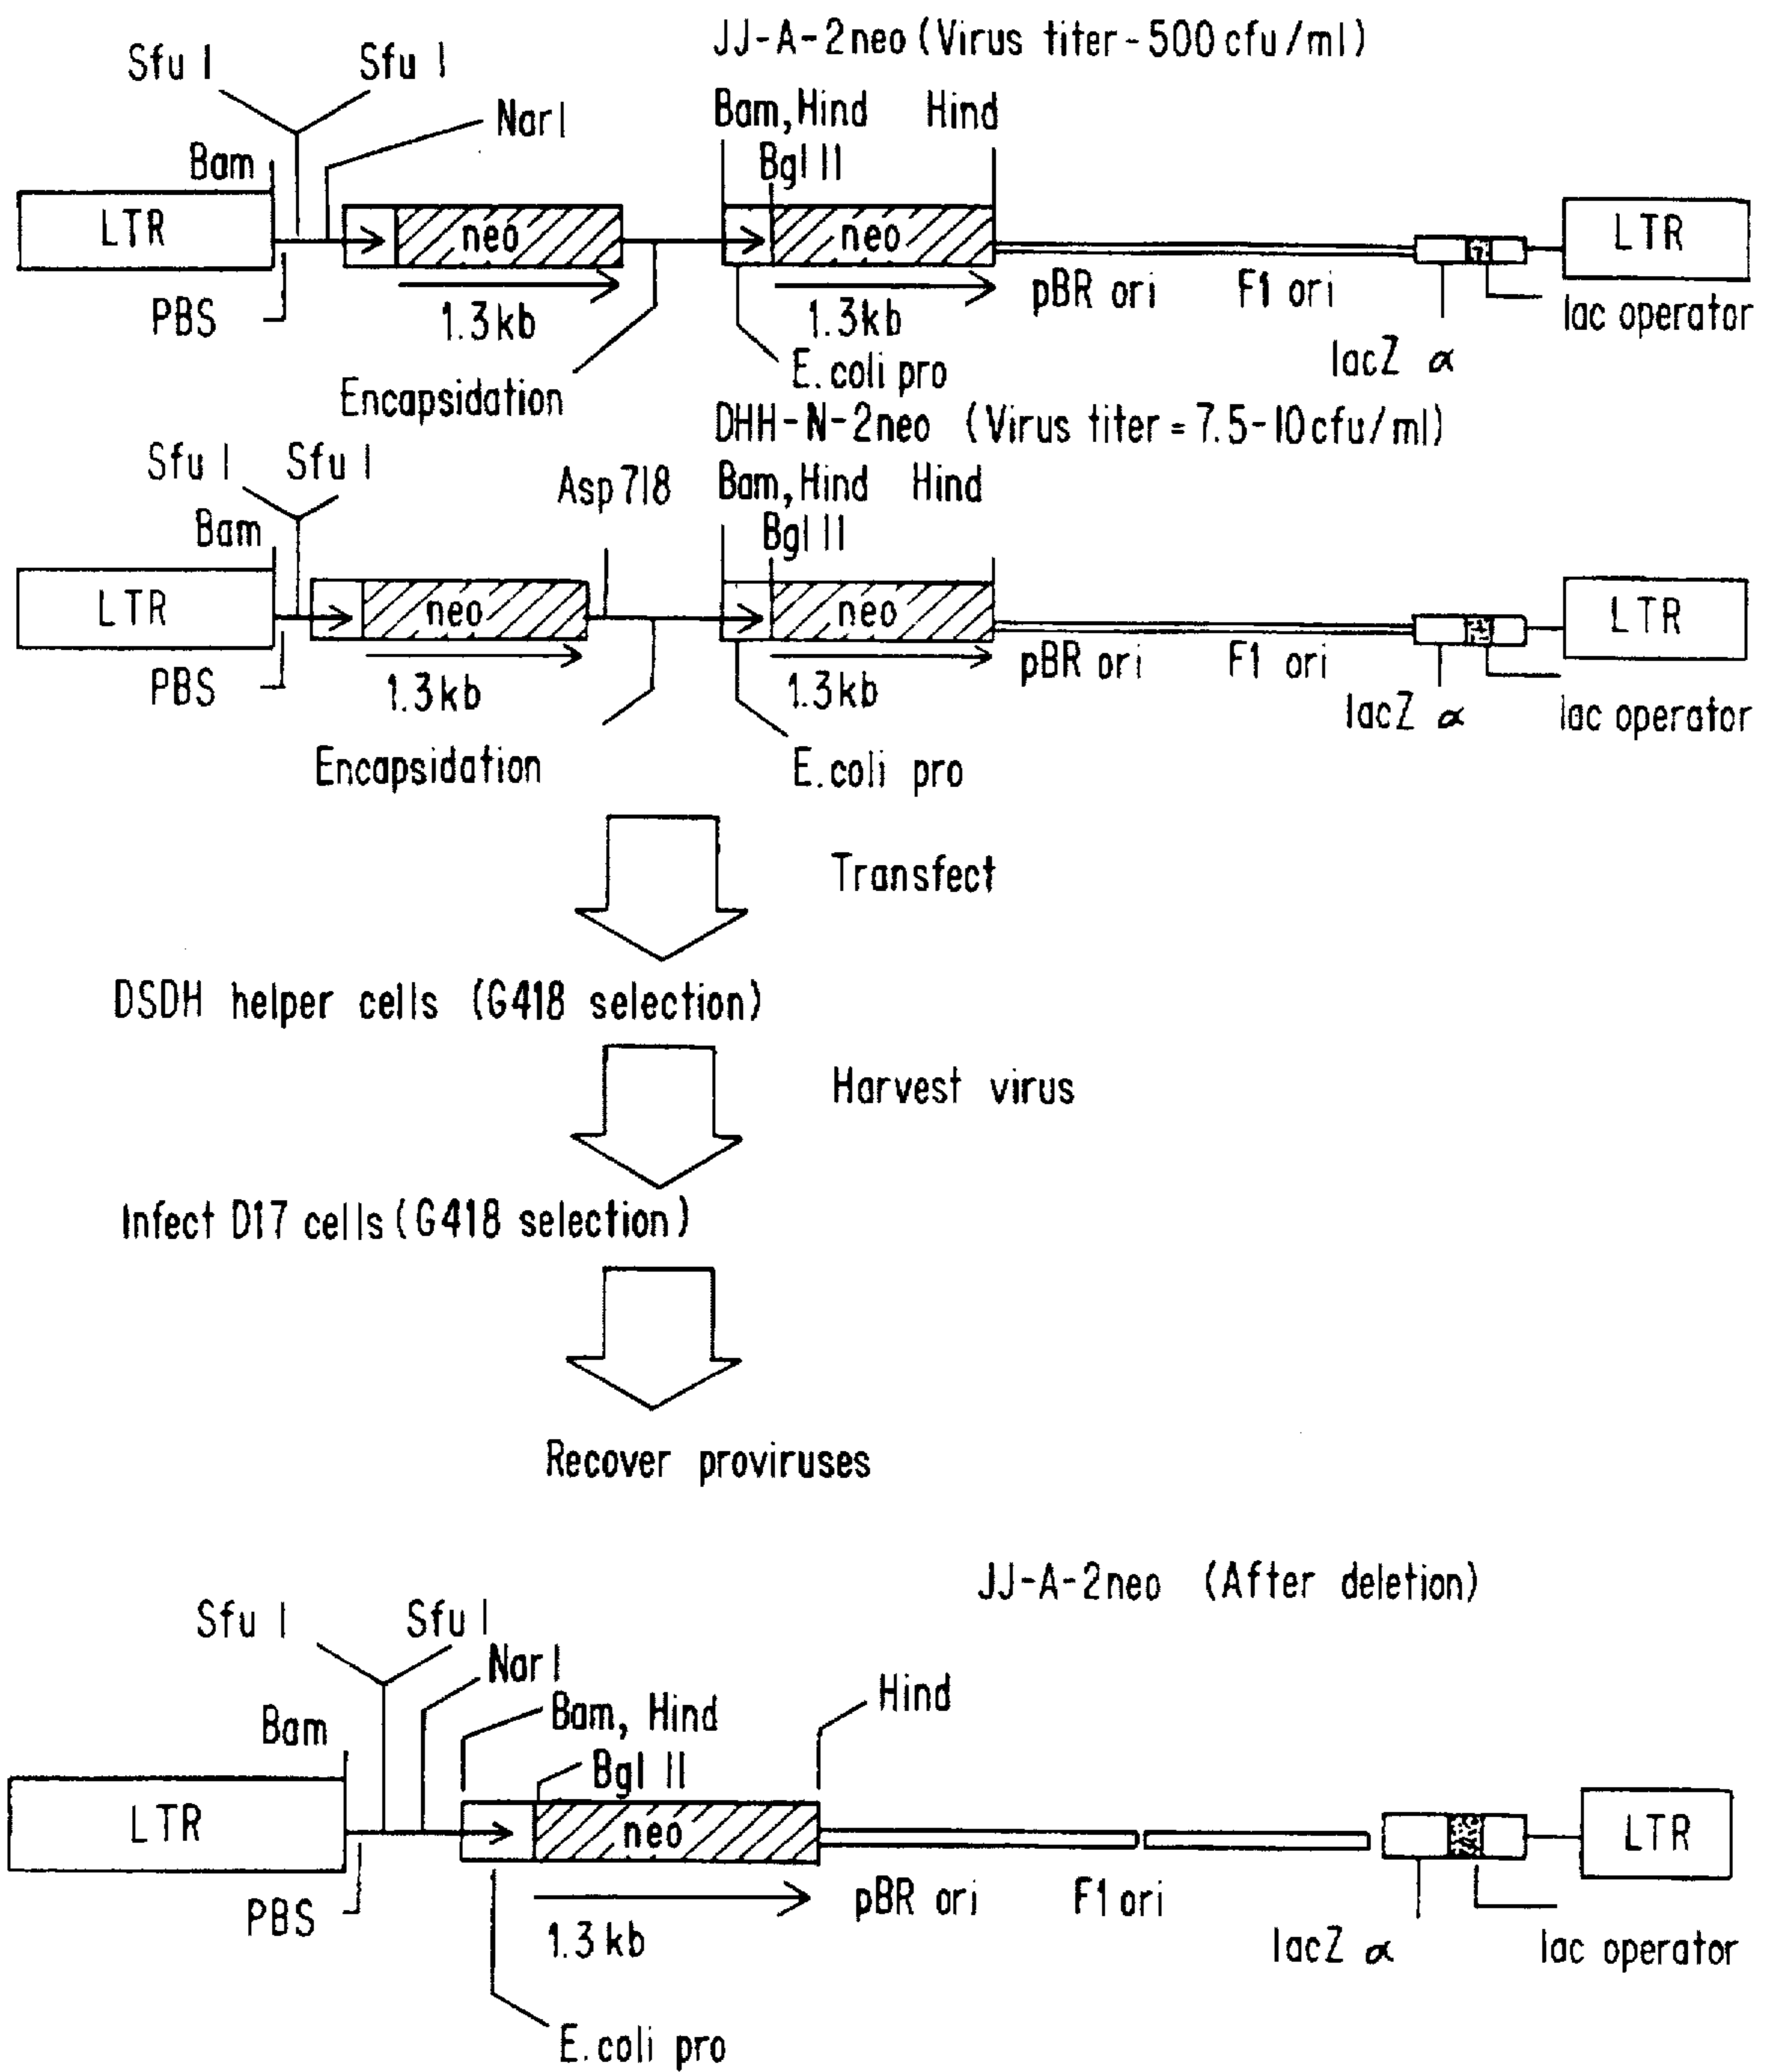 JJ-A-2neo (Virus titer-500 cfu/ml)
Sfu I Sfu I
Nar I
Bam, Hind Hind
Bam
Bgl II
LTR neo neo LTR
PBS
1.3kb 1.3kb
pBR ori F1 ori
lac operator
lacZ α
E. coli pro
Encapsidation
DHH-N-2neo (Virus titer = 7.5-10cfu/ml)
Sfu I Sfu I
Asp 718
Bam, Hind Hind
Bam
Bgl II
LTR neo neo LTR
PBS
1.3kb 1.3kb
pBR ori F1 ori
lacZ α lac operator
Encapsidation
E. coli pro
Transfect
DSDH helper cells (G418 selection)
Harvest virus
Infect D17 cells (G418 selection)
Recover proviruses
JJ-A-2neo (After deletion)
Sfu I Sfu I
Nar I
Bam, Hind Hind
Bam
Bgl II
LTR neo LTR
PBS
1.3 kb
pBR ori F1 ori
lacZ α lac operator
E. coli pro